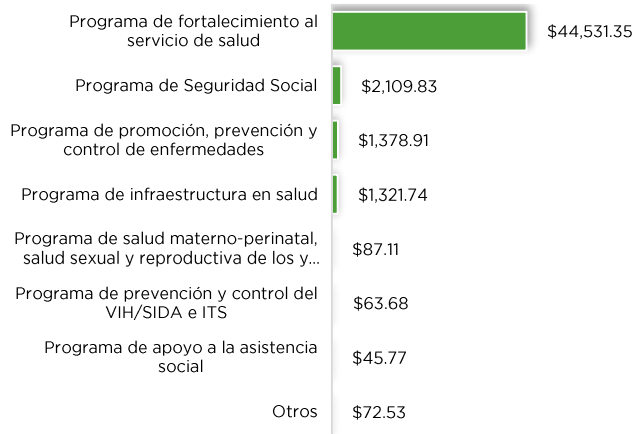 Programa de fortalecimiento al
servicio de salud
$44,531.35
Programa de Seguridad Social
$2,109.83
Programa de promoción, prevención y
control de enfermedades
$1,378.91
Programa de infraestructura en salud
$1,321.74
Programa de salud materno-perinatal,
salud sexual y reproductiva de los y...
$87.11
Programa de prevención y control del
VIH/SIDA e ITS
$63.68
Programa de apoyo a la asistencia
social
$45.77
Otros
$72.53